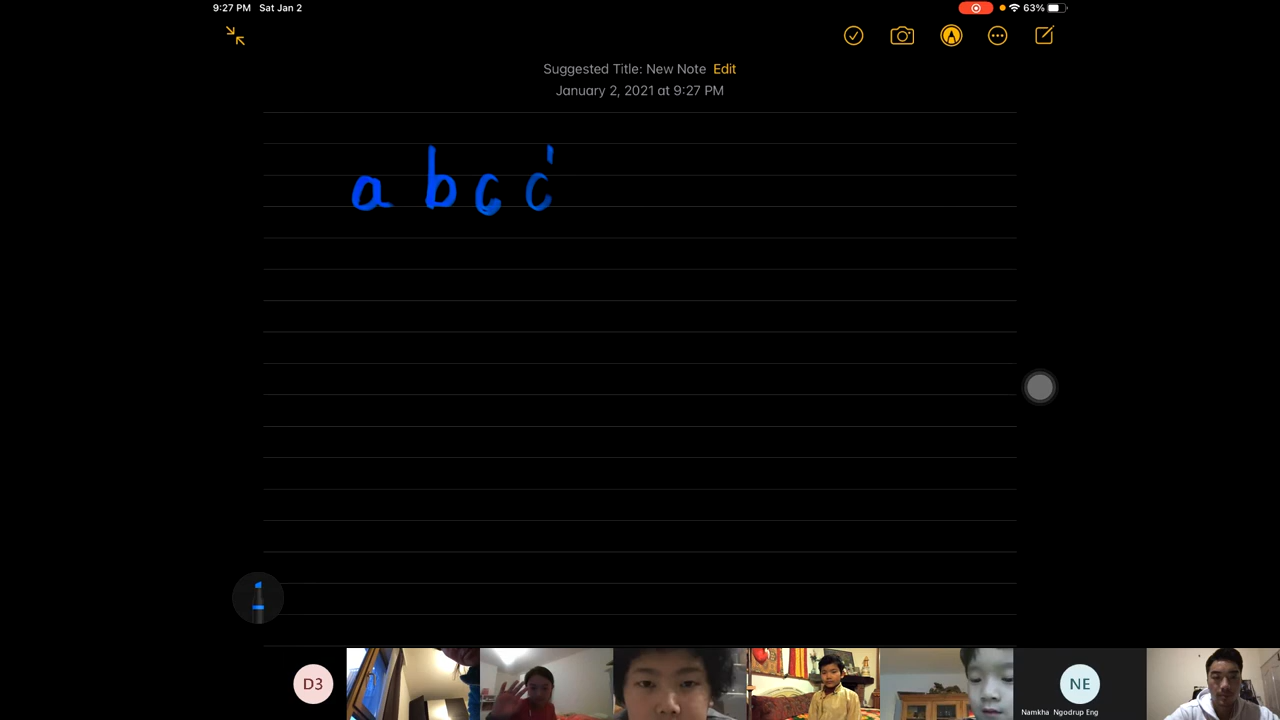 9:27 PM Sat Jan 2 63%
Suggested Title: New Note Edit
January 2, 2021 at 9:27 PM
a b c
D3 NE
Namkha Ngodrup Eng